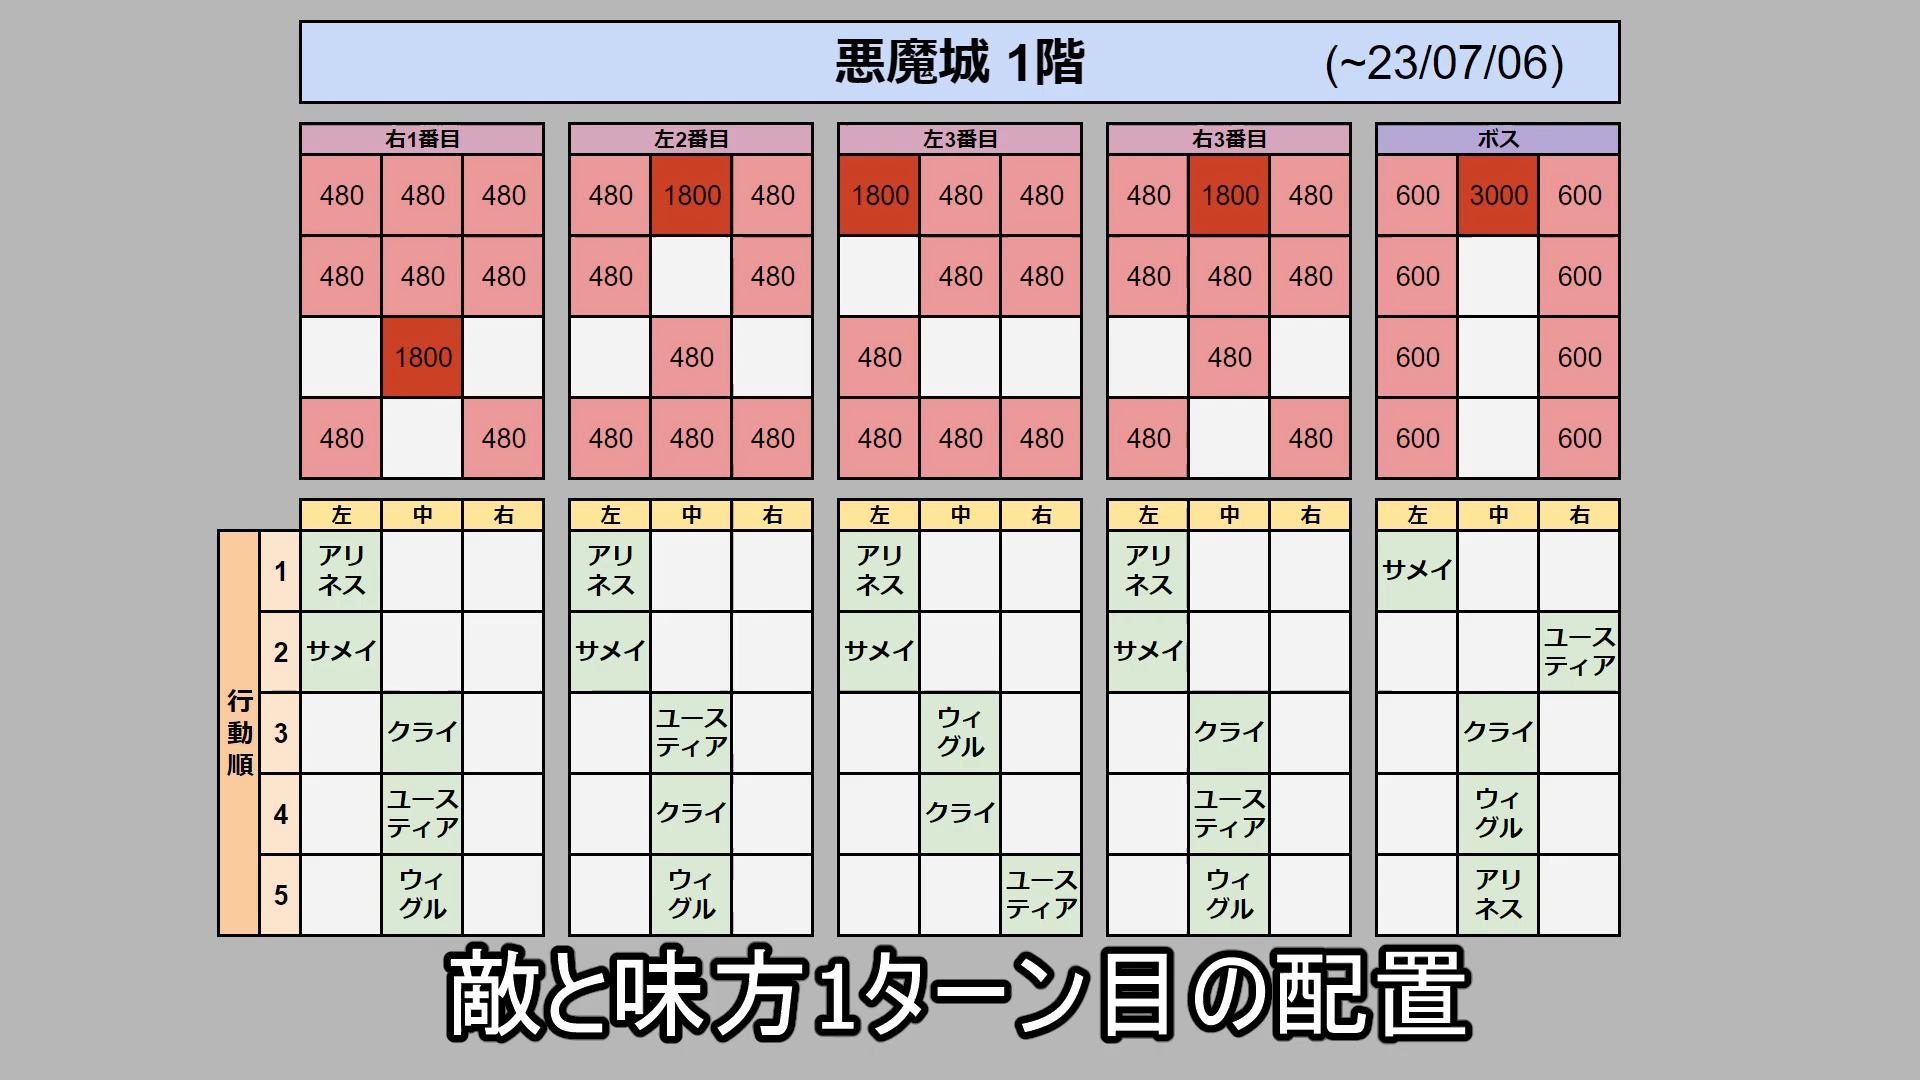 悪魔城 1階 (~23/07/06)
右1番目 左2番目 左3番目 右3番目 ボス
480 480 480 480 1800 480 1800 480 480 480 1800 480 600 3000 600
480 480 480 480 480 480 480 480 480 480 600 600
1800 480 480 480 600 600
480 480 480 480 480 480 480 480 480 480 600 600
左 中 右 左 中 右 左 中 右 左 中 右 左 中 右
行動順
1 アリネス アリネス アリネス アリネス サメイ
2 サメイ サメイ サメイ サメイ ユースティア
3 クライ ユースティア ウィグル クライ クライ
4 ユースティア クライ クライ ユースティア ウィグル
5 ウィグル ウィグル ユースティア ウィグル アリネス
敵と味方1ターン目の配置